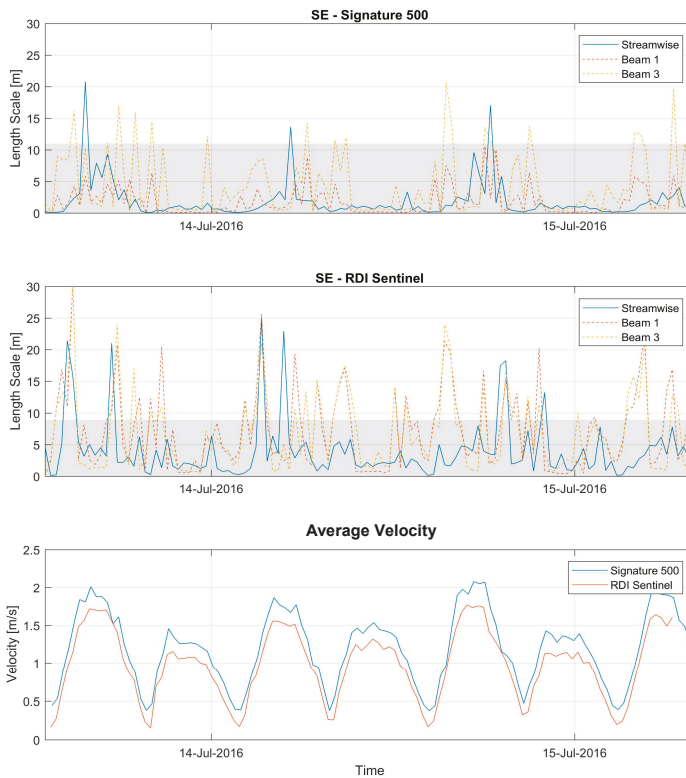 SE - Signature 500
Length Scale [m]
30
25
20
15
10
5
0
Streamwise
Beam 1
Beam 3
14-Jul-2016
15-Jul-2016
SE - RDI Sentinel
Length Scale [m]
30
25
20
15
10
5
0
Streamwise
Beam 1
Beam 3
14-Jul-2016
15-Jul-2016
Average Velocity
Velocity [m/s]
2.5
2
1.5
1
0.5
0
Signature 500
RDI Sentinel
14-Jul-2016
15-Jul-2016
Time